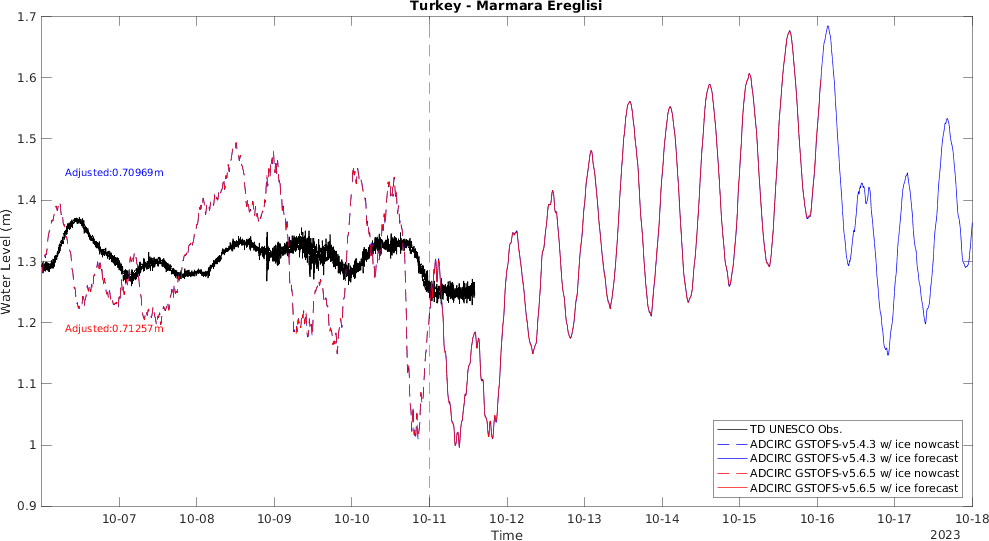 Turkey - Marmara Ereglisi
1.7
1.6
1.5
1.4
1.3
1.2
1.1
1
0.9
Water Level (m)
Adjusted:0.70969m
Adjusted:0.71257m
TD UNESCO Obs.
ADCIRC GSTOFS-v5.4.3 w/ ice nowcast
ADCIRC GSTOFS-v5.4.3 w/ ice forecast
ADCIRC GSTOFS-v5.6.5 w/ ice nowcast
ADCIRC GSTOFS-v5.6.5 w/ ice forecast
10-07 10-08 10-09 10-10 10-11 10-12 10-13 10-14 10-15 10-16 10-17 10-18
Time
2023